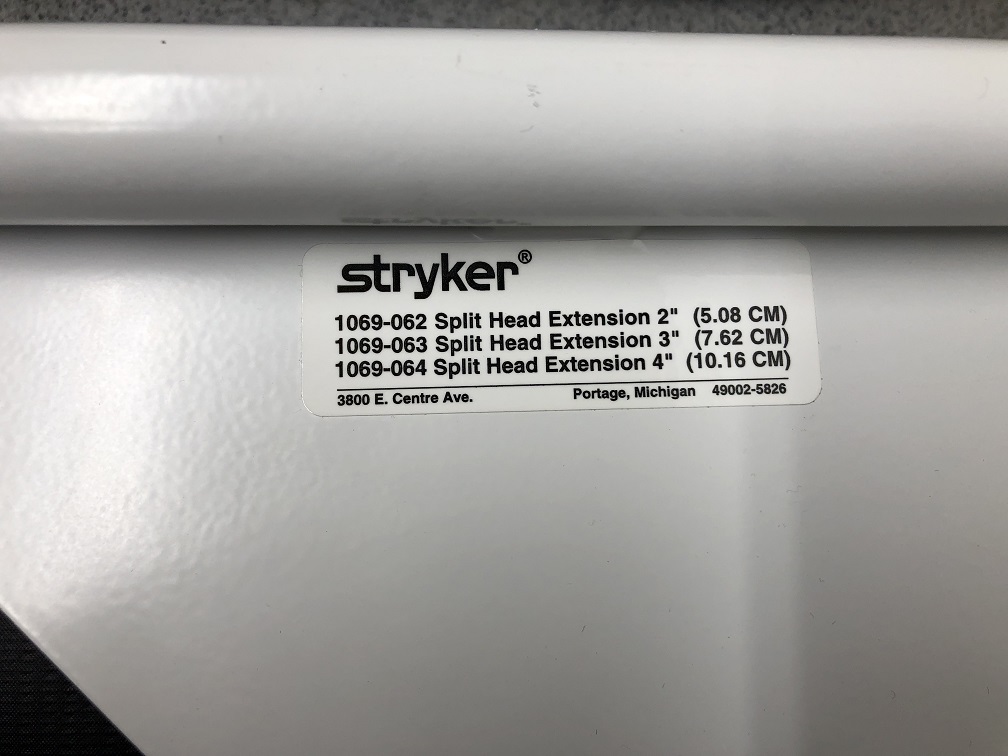 stryker®
1069-062 Split Head Extension 2" (5.08 CM)
1069-063 Split Head Extension 3" (7.62 CM)
1069-064 Split Head Extension 4" (10.16 CM)
3800 E. Centre Ave. Portage, Michigan 49002-5826